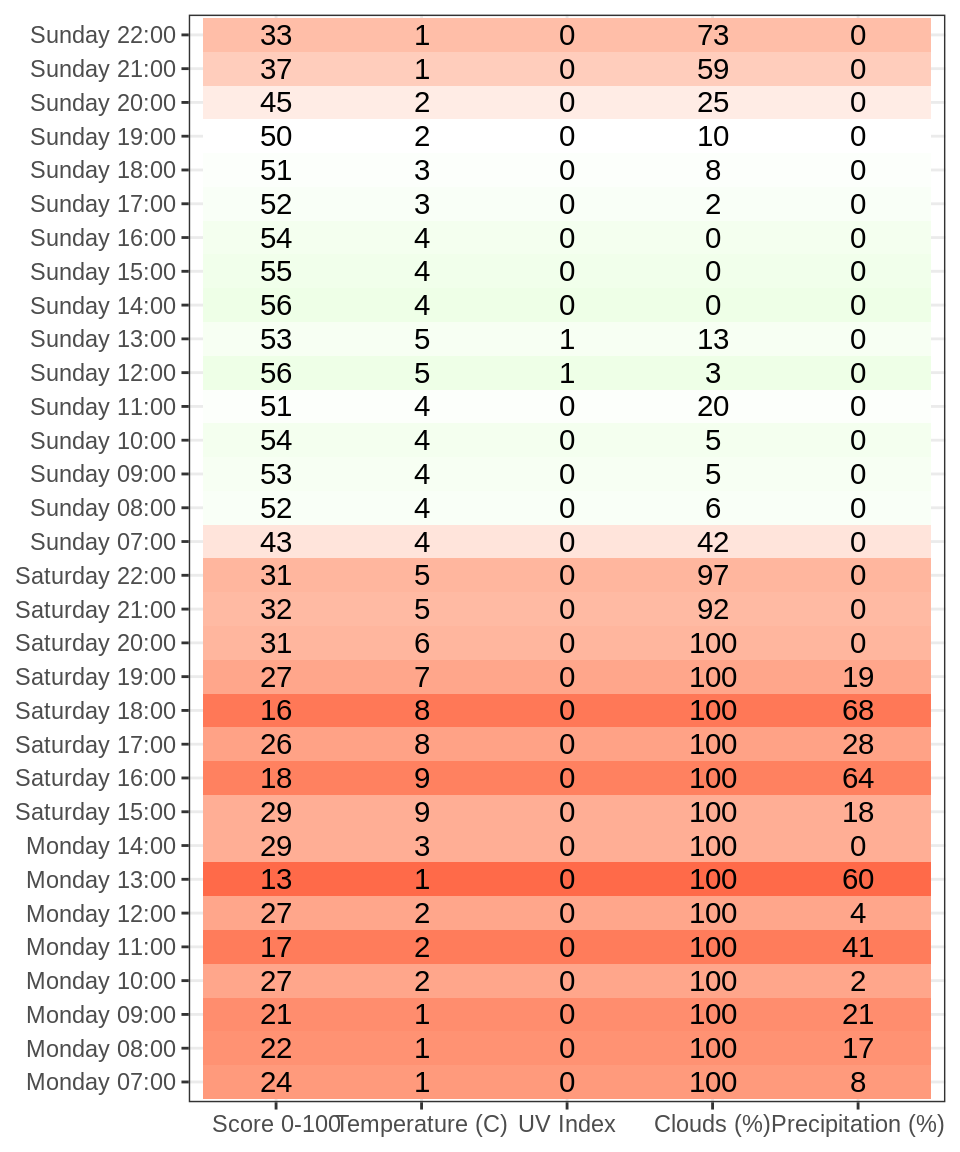 Sunday 22:00 33 1 0 73 0
Sunday 21:00 37 1 0 59 0
Sunday 20:00 45 2 0 25 0
Sunday 19:00 50 2 0 10 0
Sunday 18:00 51 3 0 8 0
Sunday 17:00 52 3 0 2 0
Sunday 16:00 54 4 0 0 0
Sunday 15:00 55 4 0 0 0
Sunday 14:00 56 4 0 0 0
Sunday 13:00 53 5 1 13 0
Sunday 12:00 56 5 1 3 0
Sunday 11:00 51 4 0 20 0
Sunday 10:00 54 4 0 5 0
Sunday 09:00 53 4 0 5 0
Sunday 08:00 52 4 0 6 0
Sunday 07:00 43 4 0 42 0
Saturday 22:00 31 5 0 97 0
Saturday 21:00 32 5 0 92 0
Saturday 20:00 31 6 0 100 0
Saturday 19:00 27 7 0 100 19
Saturday 18:00 16 8 0 100 68
Saturday 17:00 26 8 0 100 28
Saturday 16:00 18 9 0 100 64
Saturday 15:00 29 9 0 100 18
Monday 14:00 29 3 0 100 0
Monday 13:00 13 1 0 100 60
Monday 12:00 27 2 0 100 4
Monday 11:00 17 2 0 100 41
Monday 10:00 27 2 0 100 2
Monday 09:00 21 1 0 100 21
Monday 08:00 22 1 0 100 17
Monday 07:00 24 1 0 100 8
Score 0-100 Temperature (C) UV Index Clouds (%) Precipitation (%)